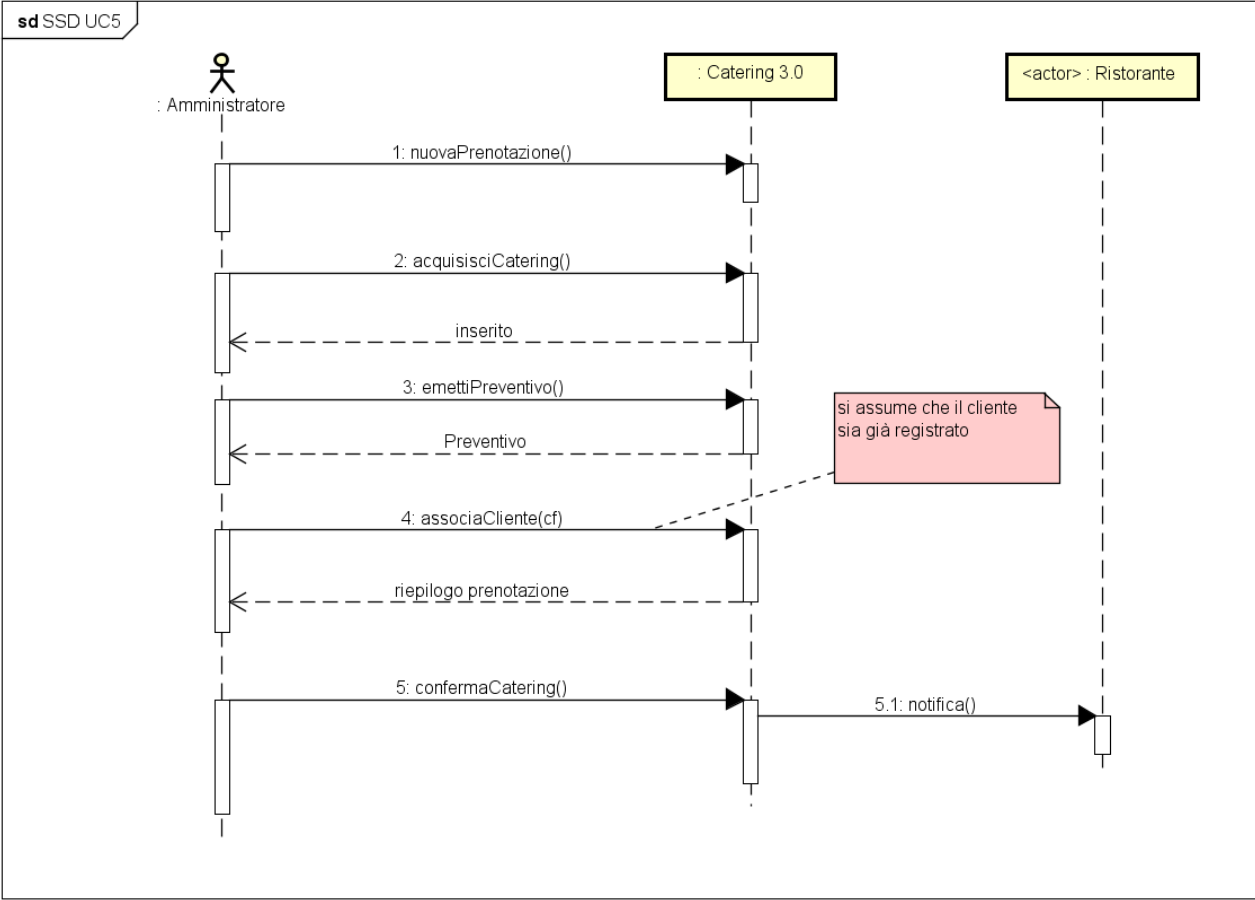 sd SSD UC5
: Amministratore
: Catering 3.0
<actor> : Ristorante
1: nuovaPrenotazione()
2: acquisisciCatering()
inserito
3: emettiPreventivo()
si assume che il cliente
sia già registrato
Preventivo
4: associaCliente(cf)
riepilogo prenotazione
5: confermaCatering()
5.1: notifica()